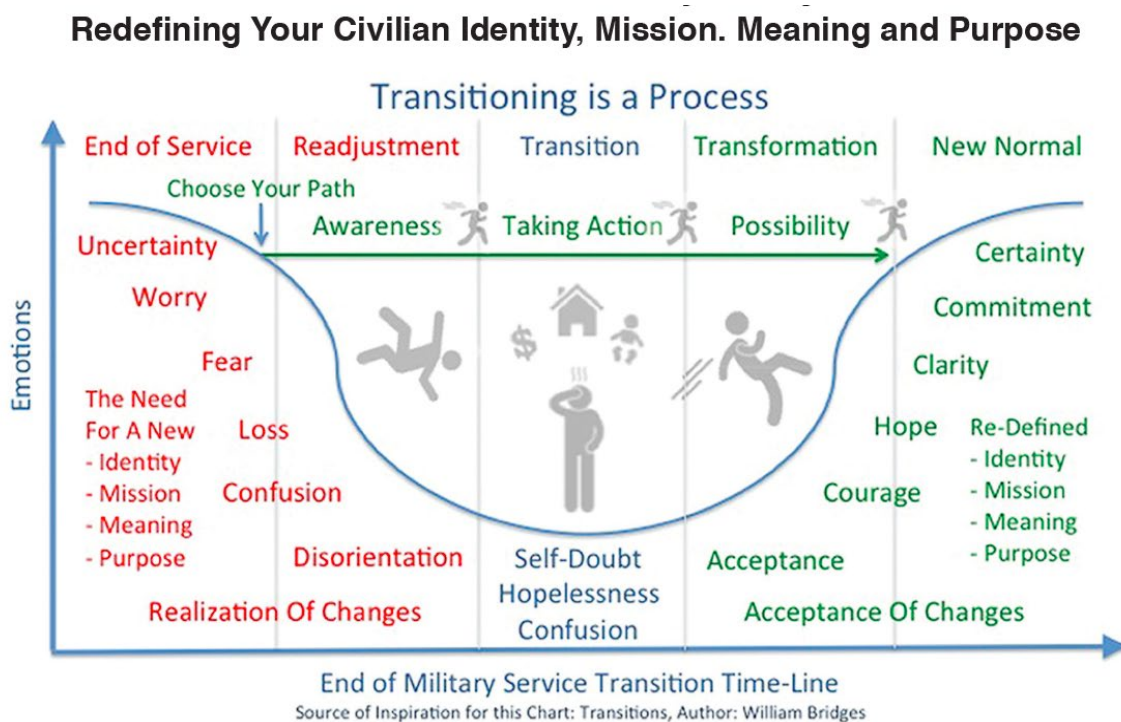 Redefining Your Civilian Identity, Mission. Meaning and Purpose
Transitioning is a Process
End of Service
Readjustment
Transition
Transformation
New Normal
Choose Your Path
Awareness
Taking Action
Possibility
Uncertainty
Worry
Fear
Loss
Confusion
Disorientation
The Need
For A New
- Identity
- Mission
- Meaning
- Purpose
Realization Of Changes
$
Self-Doubt
Hopelessness
Confusion
Certainty
Commitment
Clarity
Hope
Courage
Acceptance
Re-Defined
- Identity
- Mission
- Meaning
- Purpose
Acceptance Of Changes
Emotions
End of Military Service Transition Time-Line
Source of Inspiration for this Chart: Transitions, Author: William Bridges